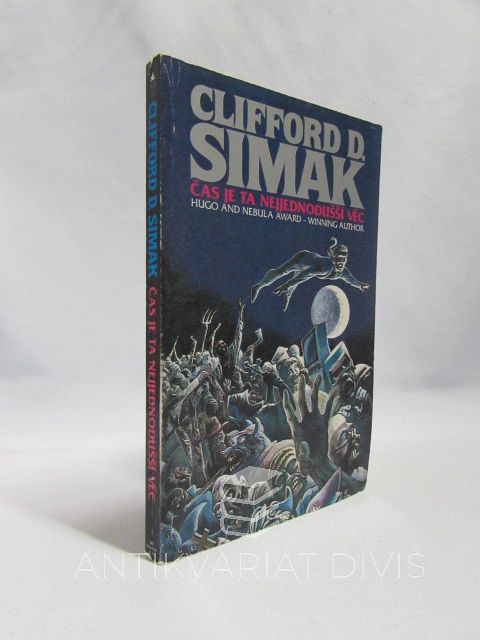 CLIFFORD D.
SIMAK
ČAS JE TA NEJJEDNODUŠŠÍ VĚC
HUGO AND NEBULA AWARD - WINNING AUTHOR
CLIFFORD D. SIMAK ČAS JE TA NEJJEDNODUŠŠÍ VĚC
ANTIKVARIÁT DIVIŠ